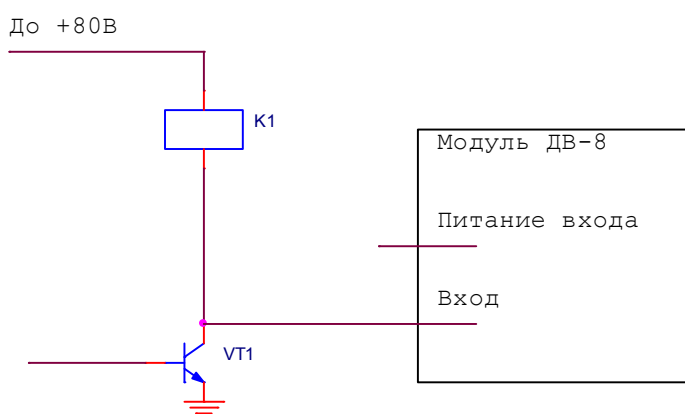 До +80В
K1
Модуль ДВ-8
Питание входа
Вход
VT1